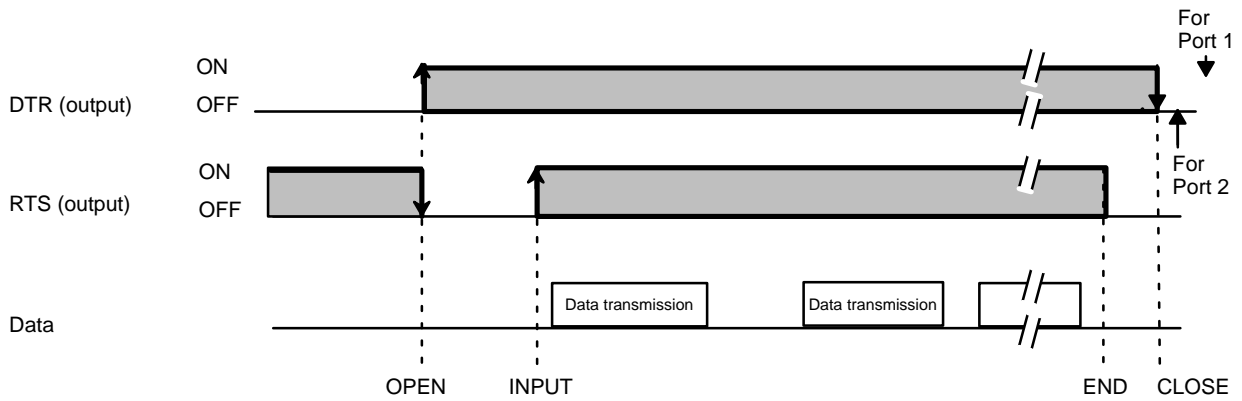 For
Port 1
ON
DTR (output) OFF
For
Port 2
ON
RTS (output) OFF
Data transmission Data transmission
Data
OPEN INPUT END CLOSE